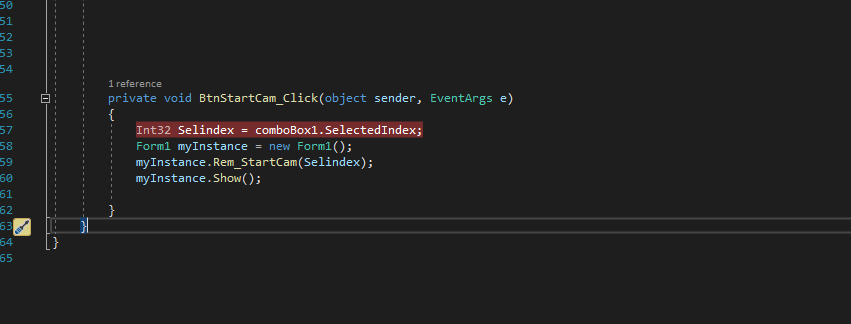 50
51
52
53
54
1 reference
55 private void BtnStartCam_Click(object sender, EventArgs e)
56 {
57 Int32 Selindex = comboBox1.SelectedIndex;
58 Form1 myInstance = new Form1();
59 myInstance.Rem_StartCam(Selindex);
60 myInstance.Show();
61
62 }
63 }
64 }
65